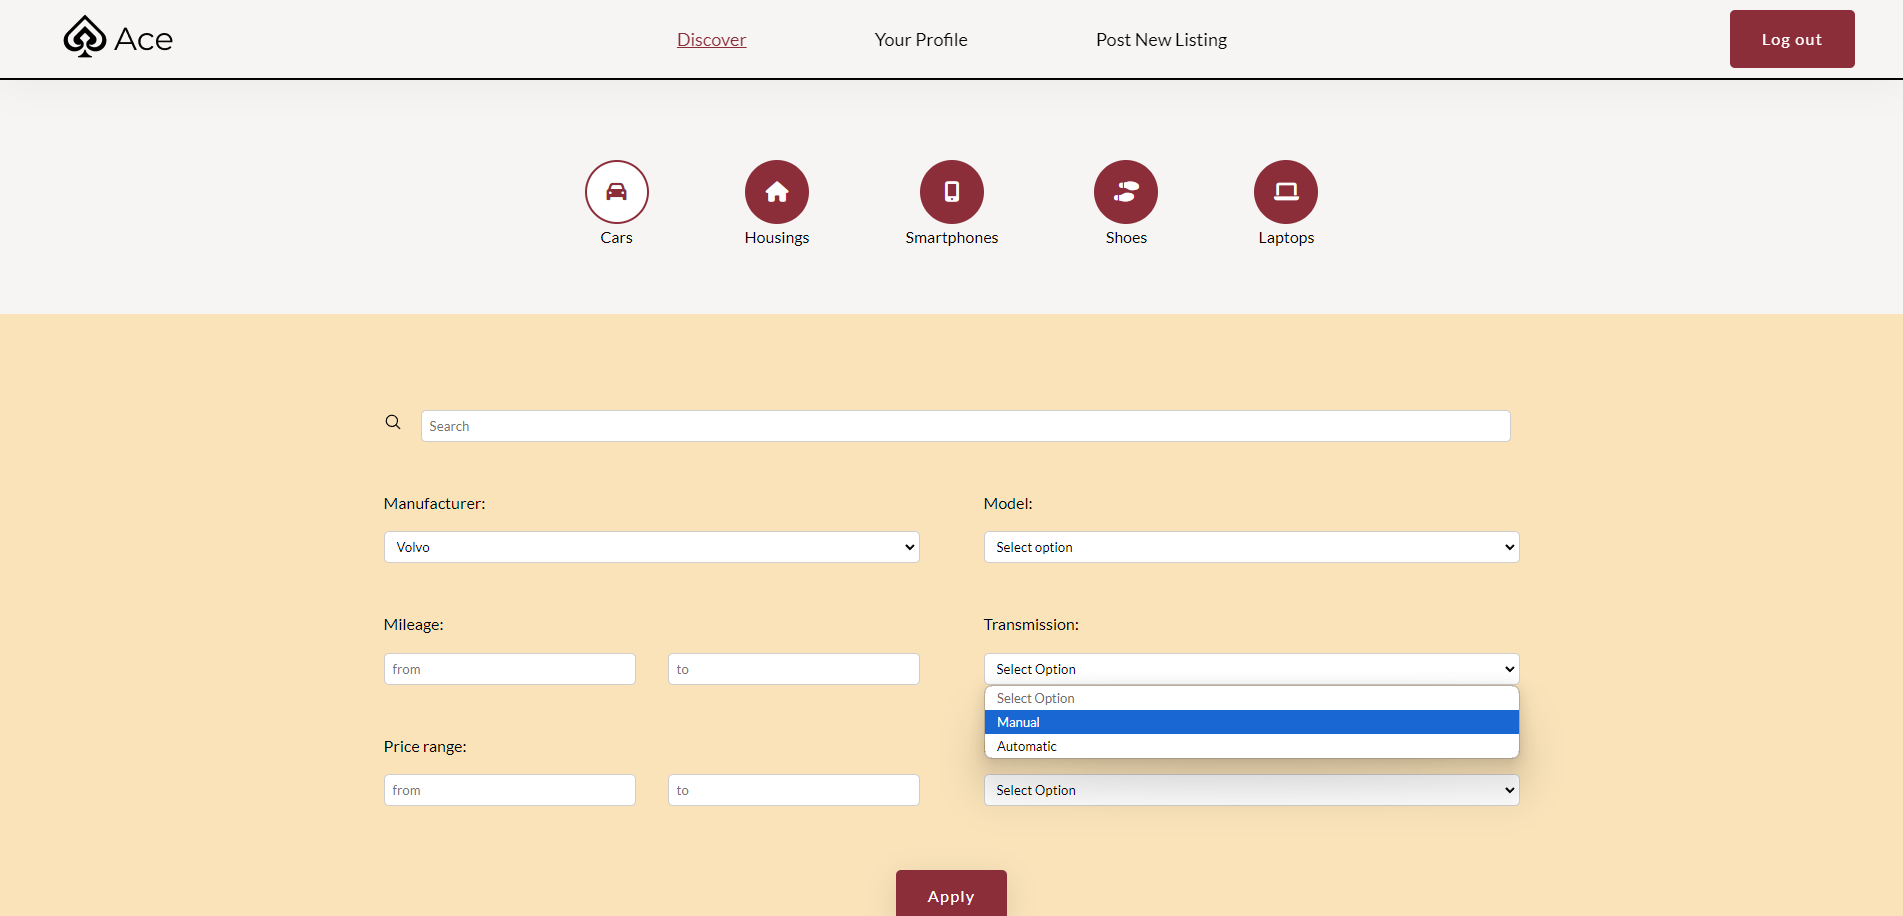 Ace
Discover
Your Profile
Post New Listing
Log out
Cars
Housings
Smartphones
Shoes
Laptops
Search
Manufacturer:
Model:
Volvo
Select option
Mileage:
Transmission:
from
to
Select Option
Select Option
Manual
Automatic
Price range:
from
to
Select Option
Apply